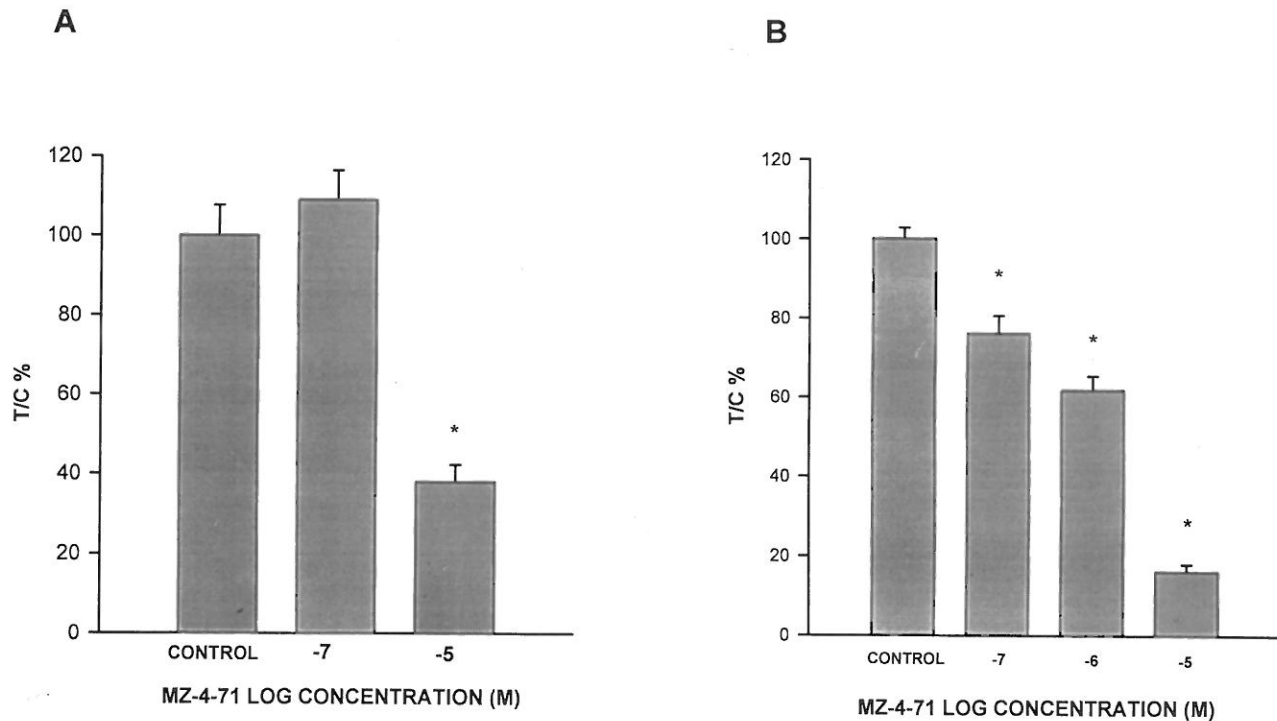 A
120
100
80
60
40
20
0
T/C %
*
CONTROL -7 -5
MZ-4-71 LOG CONCENTRATION (M)
B
120
100
80
60
40
20
0
T/C %
*
*
*
CONTROL -7 -6 -5
MZ-4-71 LOG CONCENTRATION (M)